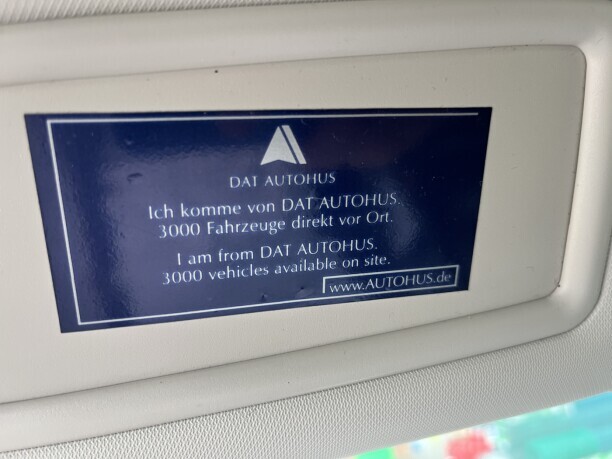 DAT AUTOHUS
Ich komme von DAT AUTOHUS.
3000 Fahrzeuge direkt vor Ort.
I am from DAT AUTOHUS.
3000 vehicles available on site.
www.AUTOHUS.de